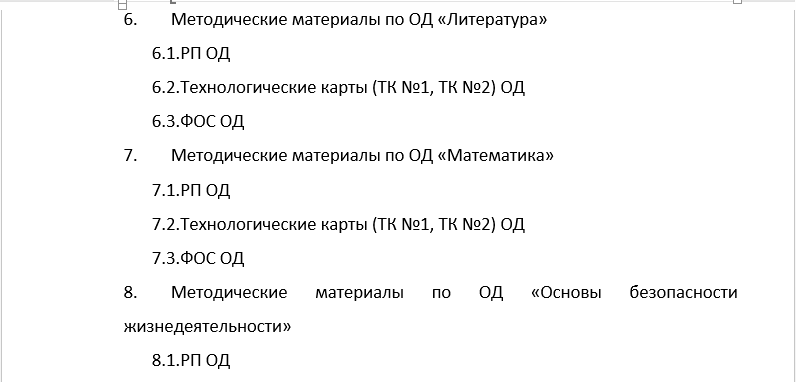 6. Методические материалы по ОД «Литература»
6.1.РП ОД
6.2.Технологические карты (ТК №1, ТК №2) ОД
6.3.ФОС ОД
7. Методические материалы по ОД «Математика»
7.1.РП ОД
7.2.Технологические карты (ТК №1, ТК №2) ОД
7.3.ФОС ОД
8. Методические материалы по ОД «Основы безопасности
жизнедеятельности»
8.1.РП ОД